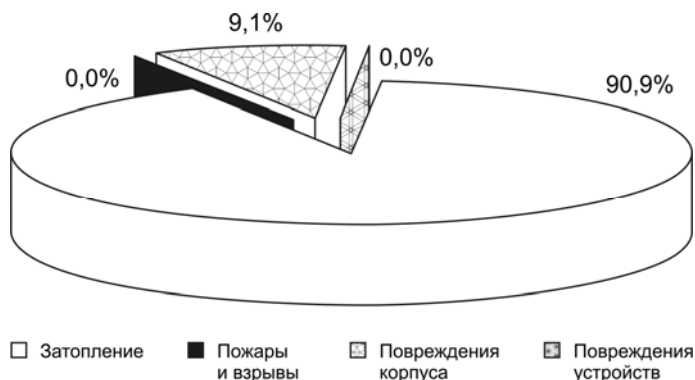 9,1%
0,0%
0,0%
90,9%
Затопление
Пожары
и взрывы
Повреждения
корпуса
Повреждения
устройств